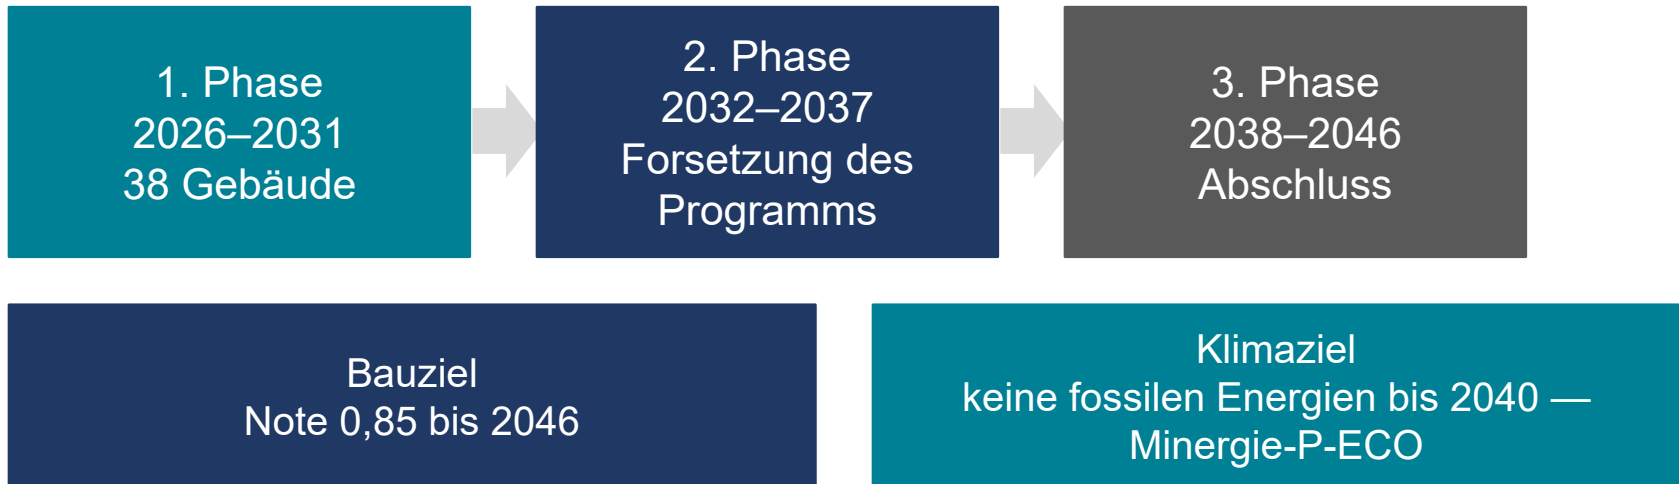 1. Phase
2026–2031
38 Gebäude
2. Phase
2032–2037
Forsetzung des
Programms
3. Phase
2038–2046
Abschluss
Bauziel
Note 0,85 bis 2046
Klimaziel
keine fossilen Energien bis 2040 —
Minergie-P-ECO